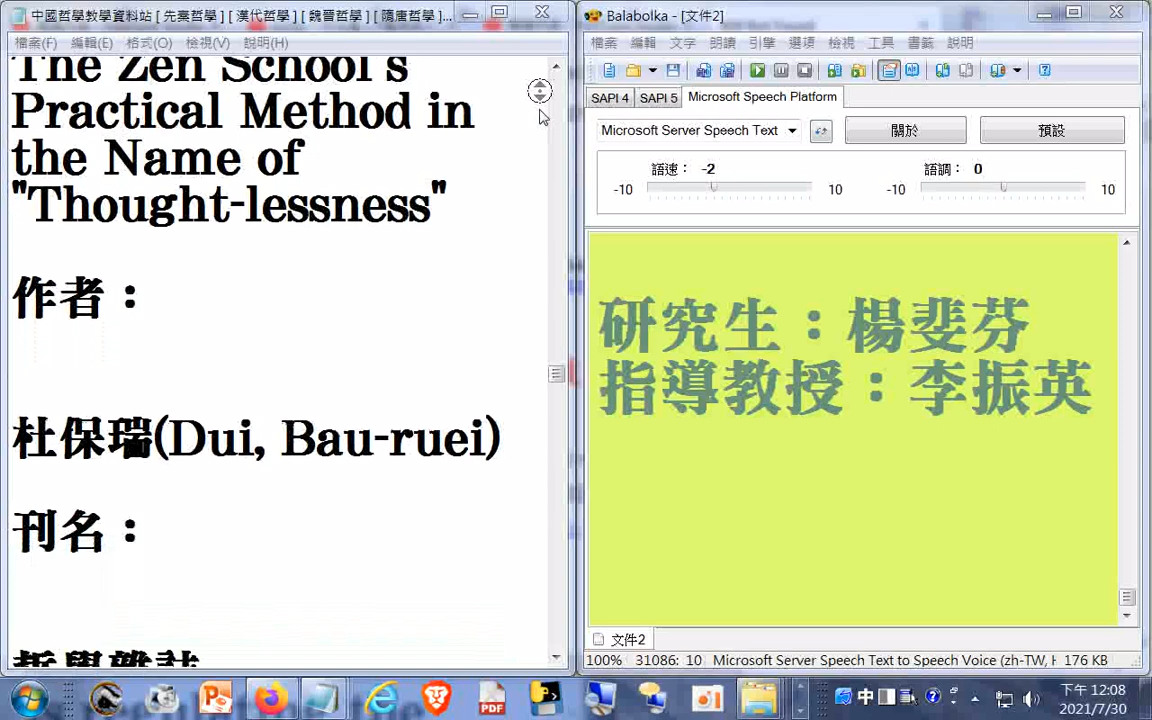 中國哲學教學資料站 [ 先秦哲學 ] [ 漢代哲學 ] [ 魏晉哲學 ] [ 隋唐哲學 ]...
檔案(F) 編輯(E) 格式(O) 檢視(V) 說明(H)
The Zen School's
Practical Method in
the Name of
"Thought-lessness"
作者：
杜保瑞(Dui, Bau-ruei)
刊名：
哲學雜誌
Balabolka - [文件2]
檔案 編輯 文字 朗讀 引擎 選項 檢視 工具 書籤 說明
SAPI 4 SAPI 5 Microsoft Speech Platform
Microsoft Server Speech Text 關於 預設
語速： -2 語調： 0
-10 10 -10 10
研究生：楊斐芬
指導教授：李振英
文件2
100% 31086: 10 Microsoft Server Speech Text to Speech Voice (zh-TW, H 176 KB
PDF
中
下午 12:08
2021/7/30